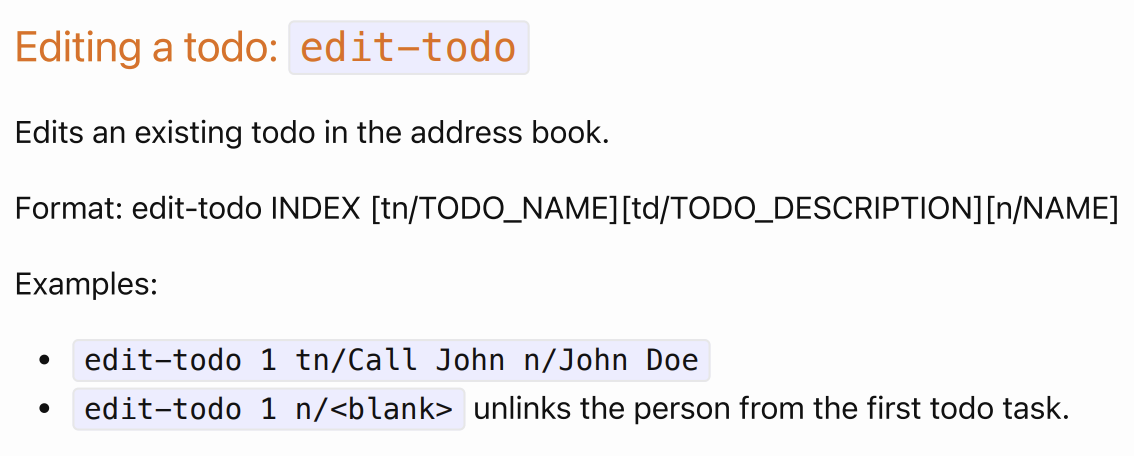 Editing a todo: edit-todo
Edits an existing todo in the address book.
Format: edit-todo INDEX [tn/TODO_NAME][td/TODO_DESCRIPTION][n/NAME]
Examples:
• edit-todo 1 tn/Call John n/John Doe
• edit-todo 1 n/<blank> unlinks the person from the first todo task.